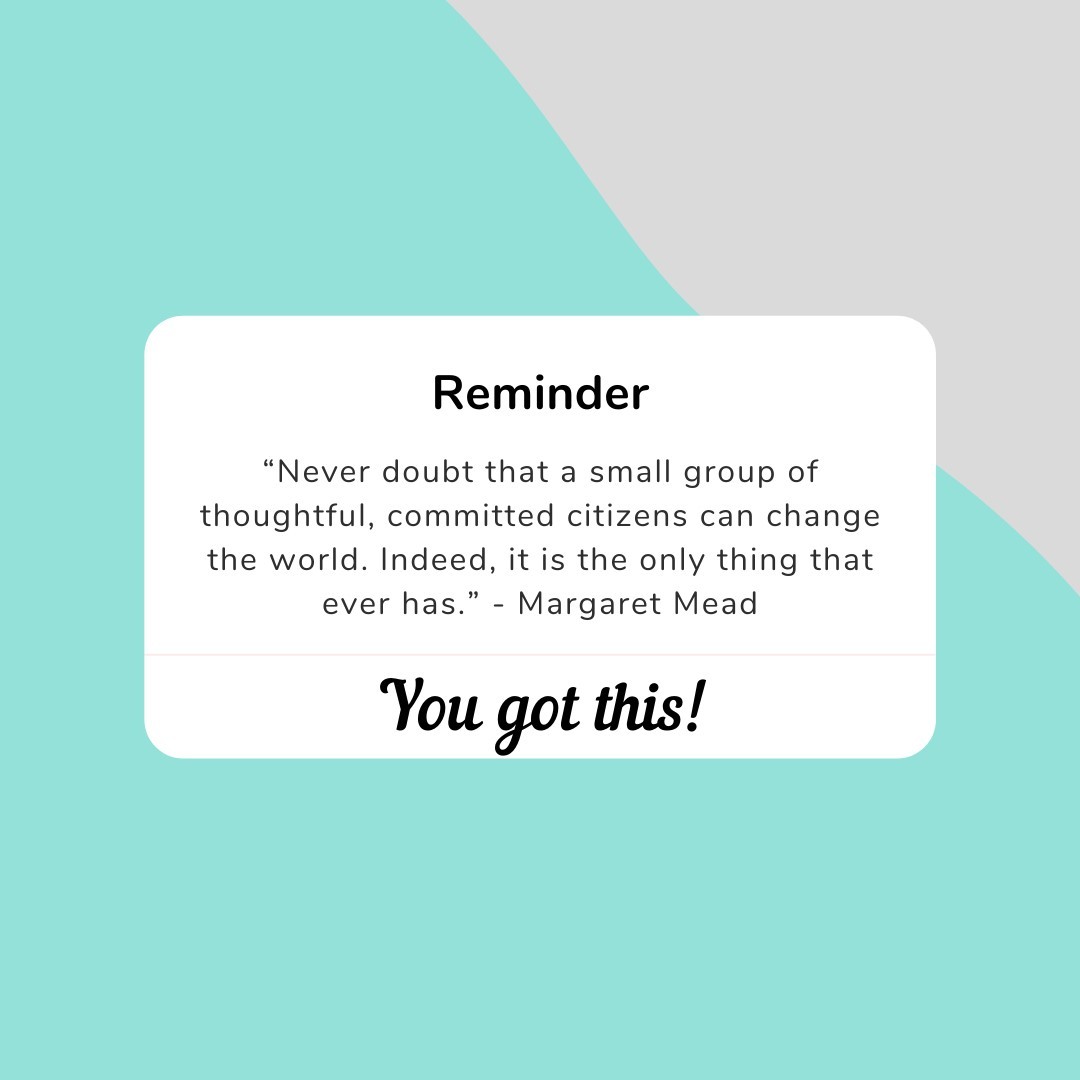 Reminder
“Never doubt that a small group of
thoughtful, committed citizens can change
the world. Indeed, it is the only thing that
ever has.” - Margaret Mead
You got this!